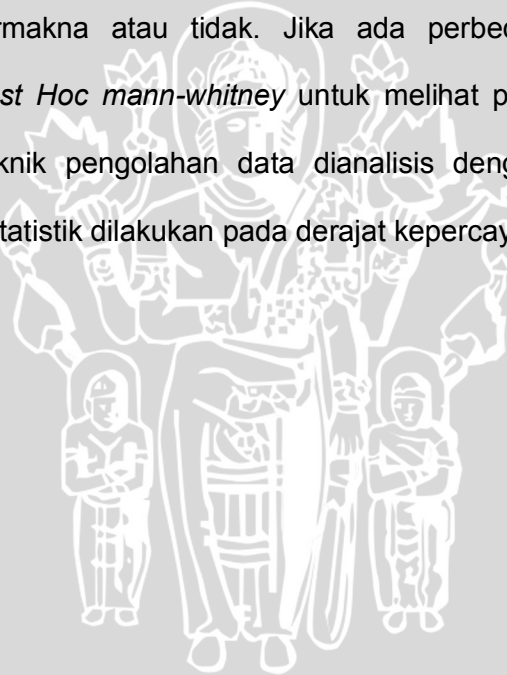 rmakna atau tidak. Jika ada perbed
st Hoc mann-whitney untuk melihat p
knik pengolahan data dianalisis deng
tatistik dilakukan pada derajat kepercay